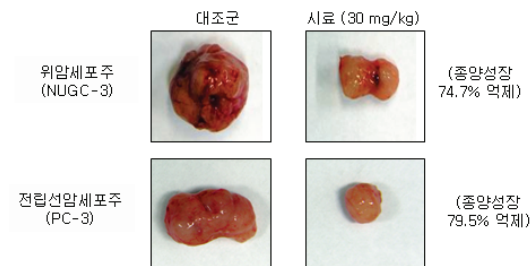 대조군
시료 (30 mg/kg)
위암세포주
(NUGC-3)
(종양성장
74.7% 억제)
전립선암세포주
(PC-3)
(종양성장
79.5% 억제)